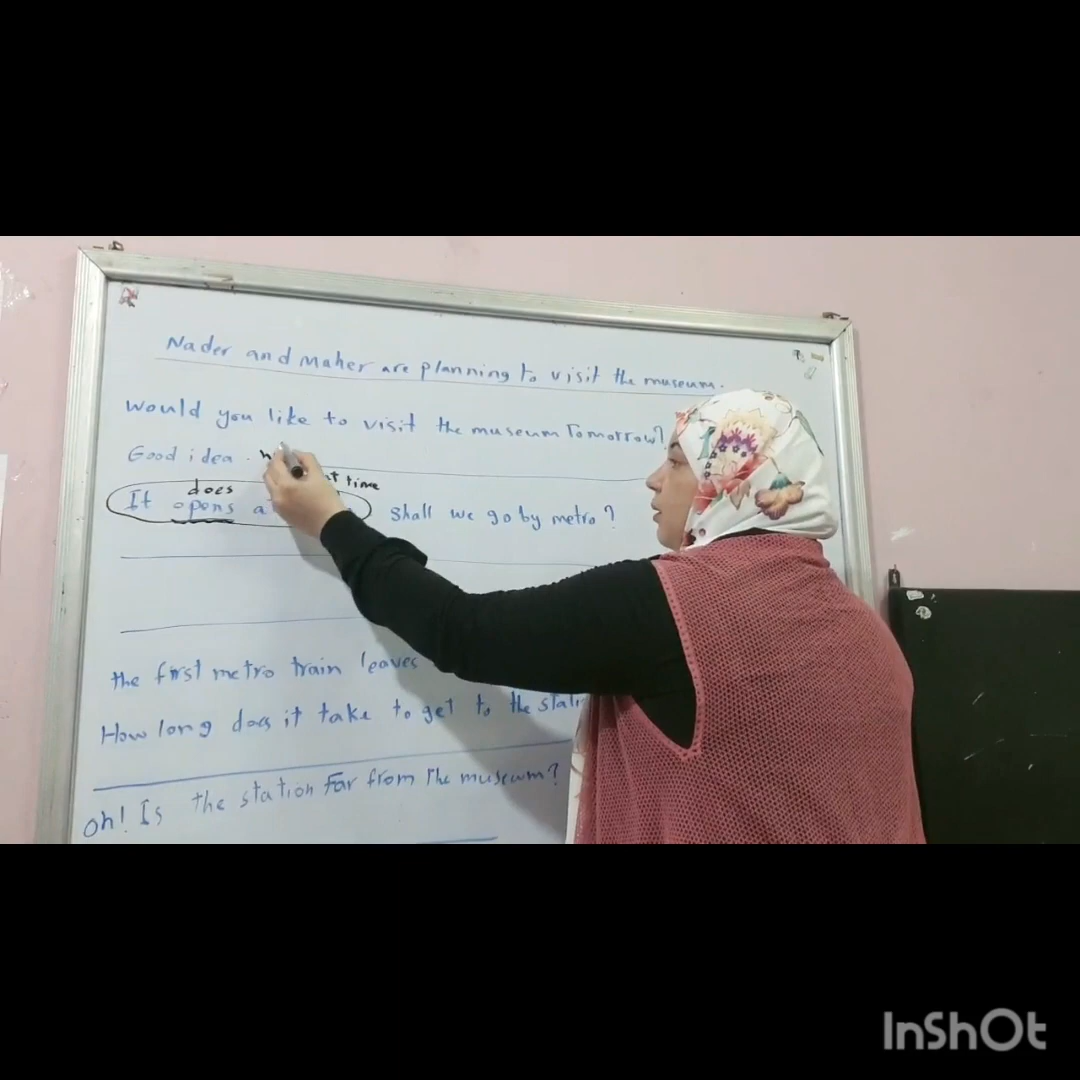 Nader and Maher are planning to visit the museum.
Would you like to visit the museum Tomorrow?
Good idea.
does
time
It opens
Shall we go by metro?
the first metro train leaves
How long does it take to get to the
oh! Is the station Far from the museum?
InShOt